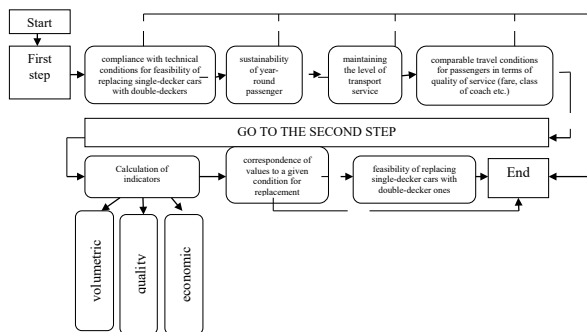 Start
First
step
compliance with technical
conditions for feasibility of
replacing single-decker cars
with double-deckers
sustainability
of year-
round
passenger
maintaining
the level of
transport
service
comparable travel conditions
for passengers in terms of
quality of service (fare, class
of coach etc.)
GO TO THE SECOND STEP
Calculation of
indicators
correspondence of
values to a given
condition for
replacement
feasibility of replacing
single-decker cars with
double-decker ones
End
volumetric
quality
economic